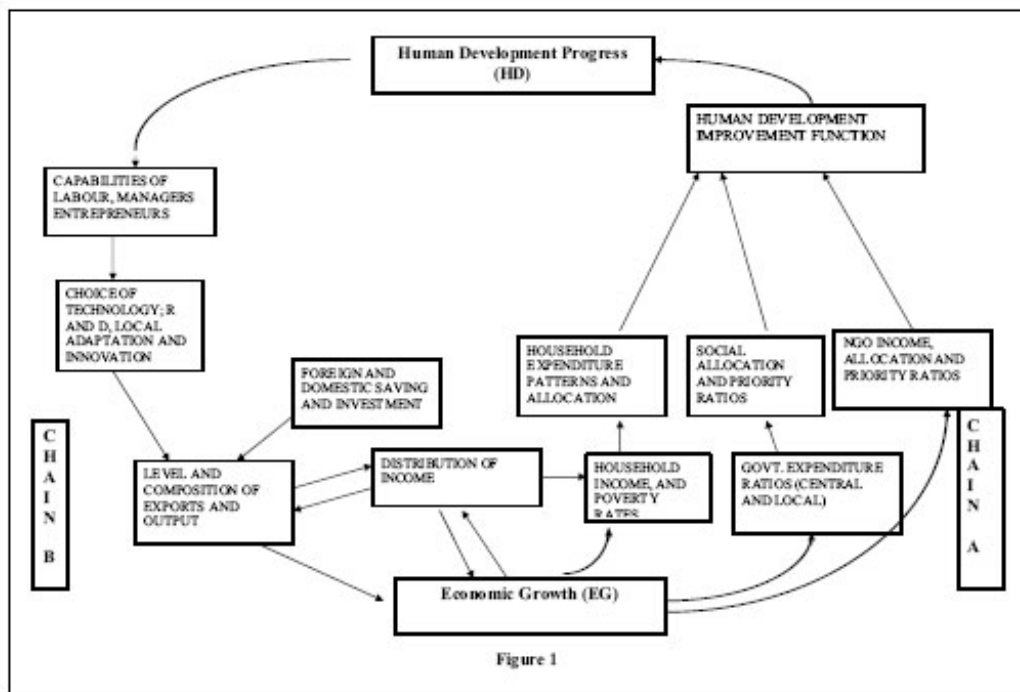 Human Development Progress
(HD)
HUMAN DEVELOPMENT
IMPROVEMENT FUNCTION
CAPABILITIES OF
LABOUR, MANAGERS
ENTREPRENEURS
CHOICE OF
TECHNOLOGY; R
AND D, LOCAL
ADAPTATION AND
INNOVATION
FOREIGN AND
DOMESTIC SAVING
AND INVESTMENT
HOUSEHOLD
EXPENDITURE
PATTERNS AND
ALLOCATION
SOCIAL
ALLOCATION
AND PRIORITY
RATIOS
NGO INCOME,
ALLOCATION AND
PRIORITY RATIOS
CHAIN B
LEVEL AND
COMPOSITION OF
EXPORTS AND
OUTPUT
DISTRIBUTION OF
INCOME
HOUSEHOLD
INCOME, AND
POVERTY
RATES
GOVT. EXPENDITURE
RATIOS (CENTRAL
AND LOCAL)
CHAIN A
Economic Growth (EG)
Figure 1